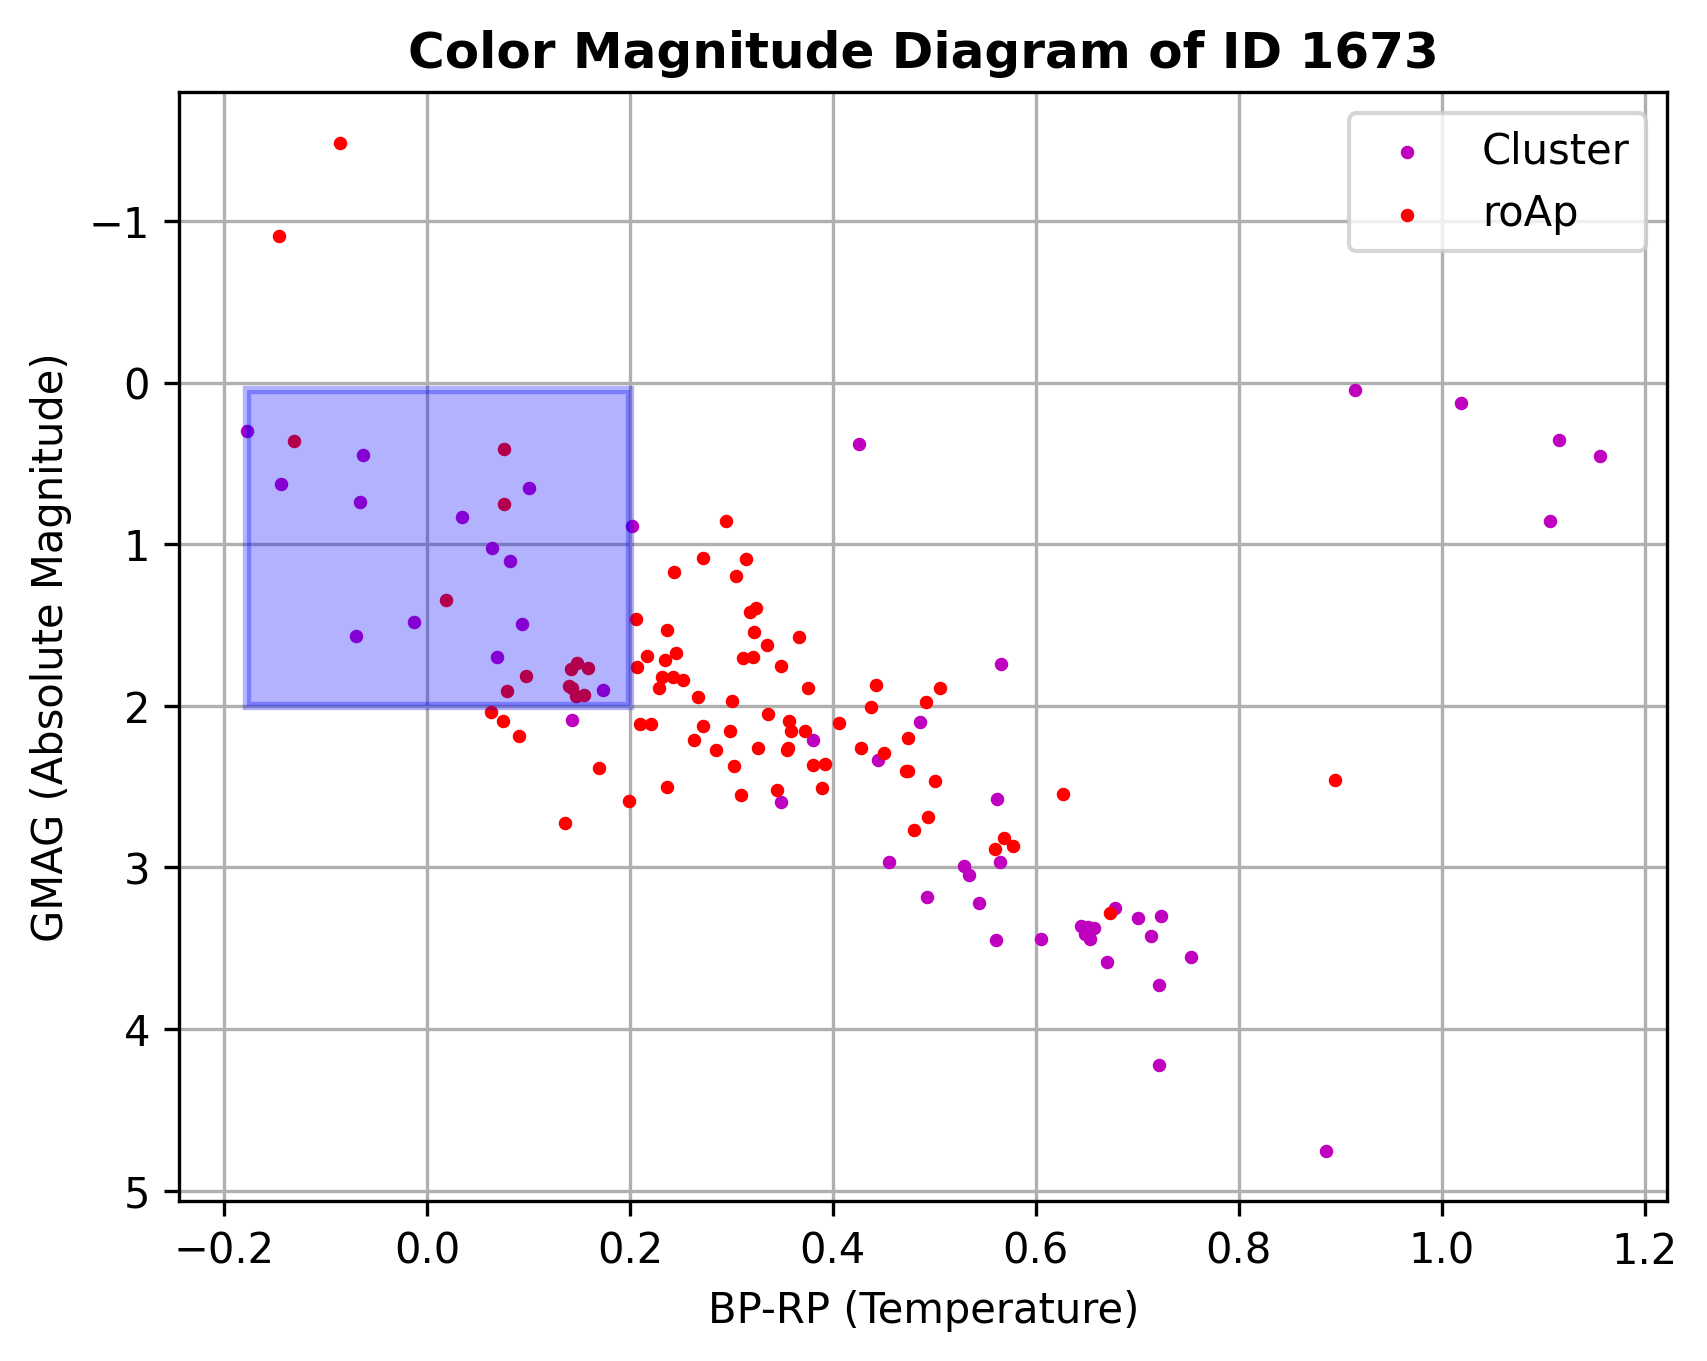 Color Magnitude Diagram of ID 1673
Cluster
roAp
−1
0
1
2
3
4
5
GMAG (Absolute Magnitude)
−0.2 0.0 0.2 0.4 0.6 0.8 1.0 1.2
BP-RP (Temperature)